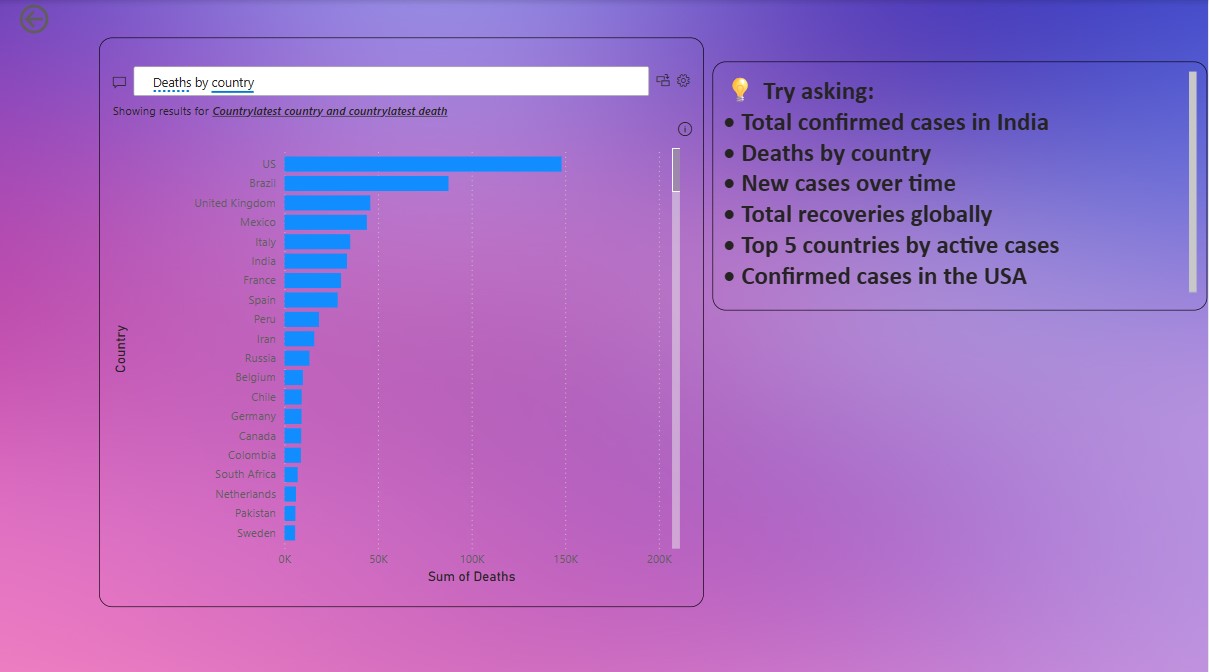 Deaths by country
Showing results for Countrylatest country and countrylatest death
US
Brazil
United Kingdom
Mexico
Italy
India
France
Spain
Peru
Iran
Russia
Belgium
Chile
Germany
Canada
Colombia
South Africa
Netherlands
Pakistan
Sweden
Country
0K 50K 100K 150K 200K
Sum of Deaths
💡 Try asking:
• Total confirmed cases in India
• Deaths by country
• New cases over time
• Total recoveries globally
• Top 5 countries by active cases
• Confirmed cases in the USA